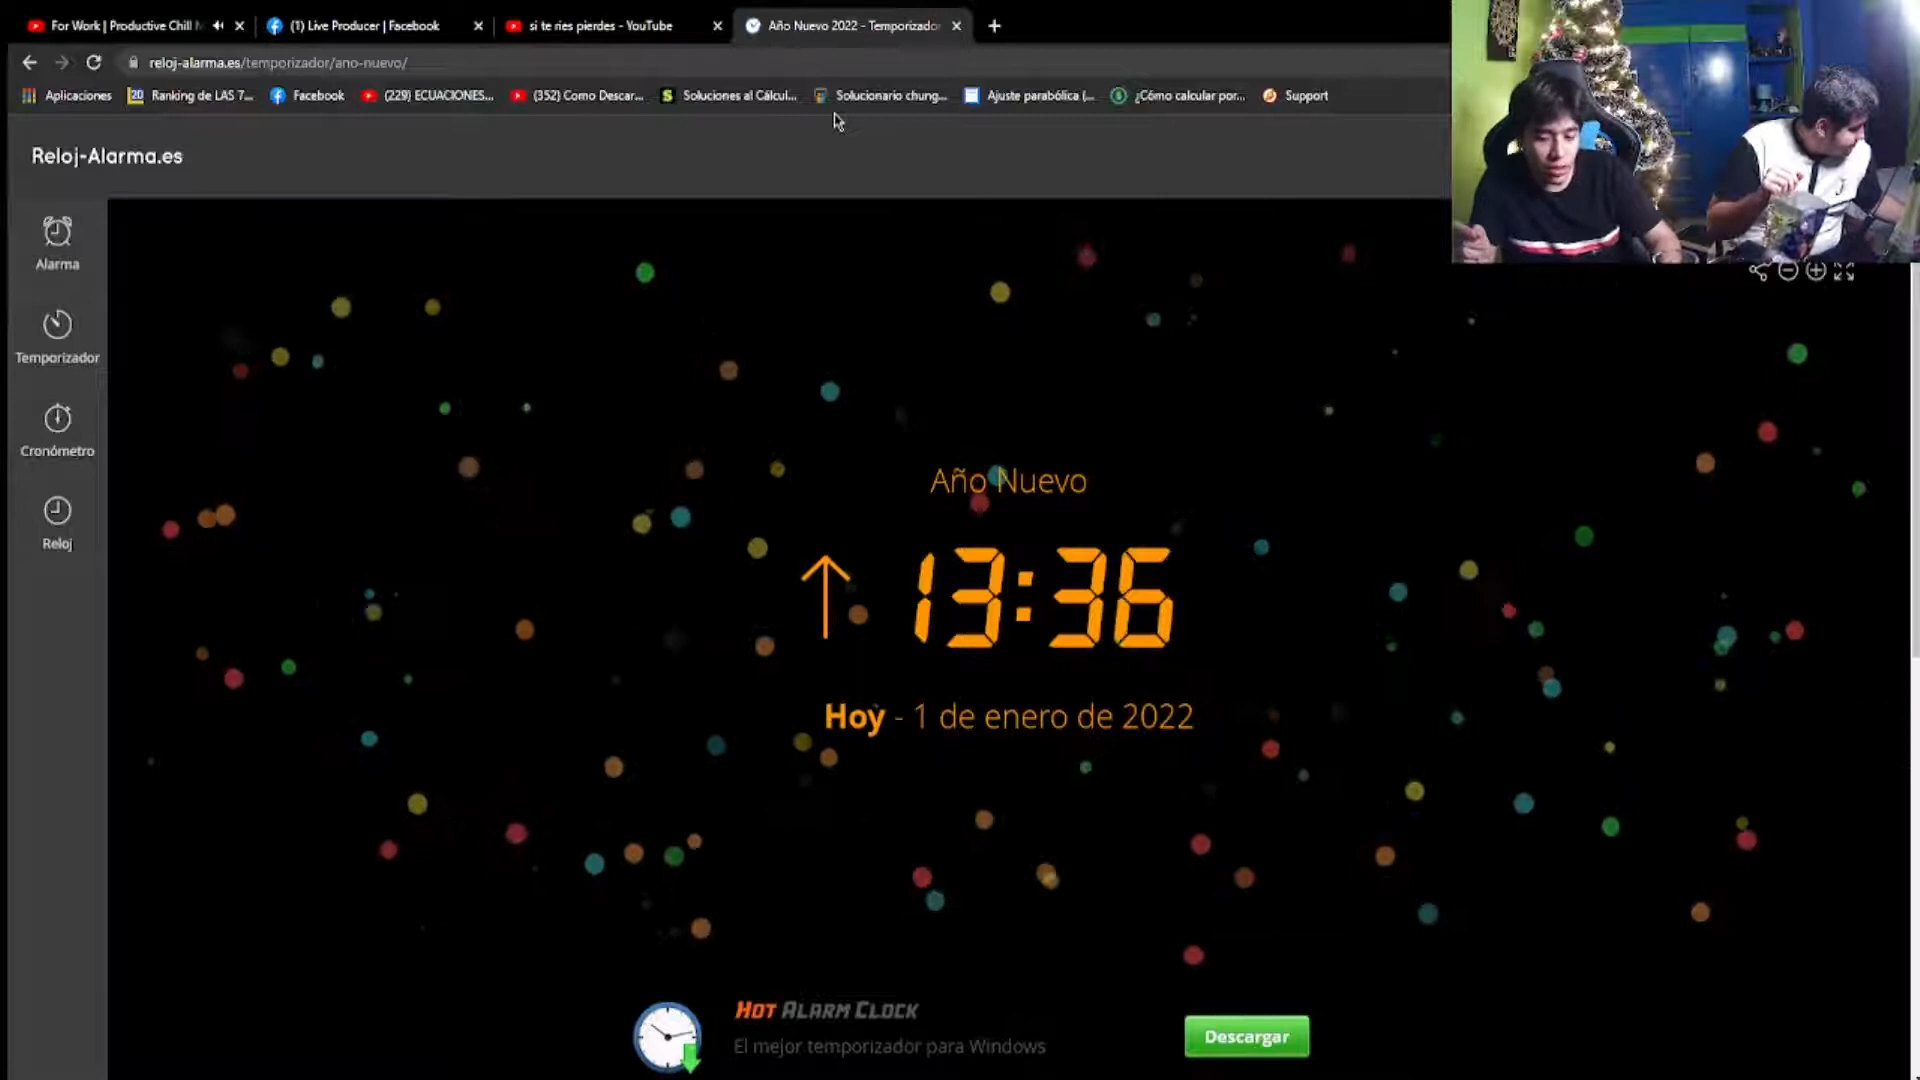 For Work | Productive Chill M
(1) Live Producer | Facebook
si te ries pierdes - YouTube
Año Nuevo 2022 - Temporizador
reloj-alarma.es/temporizador/ano-nuevo/
Aplicaciones
20 Ranking de LAS 7...
Facebook
(229) ECUACIONES...
(352) Como Descar...
S Soluciones al Cálcul...
Solucionario chung...
Ajuste parabólica (...
¿Cómo calcular por...
Support
Reloj-Alarma.es
Alarma
Temporizador
Cronómetro
Reloj
Año Nuevo
13:36
Hoy - 1 de enero de 2022
HOT ALARM CLOCK
El mejor temporizador para Windows
Descargar